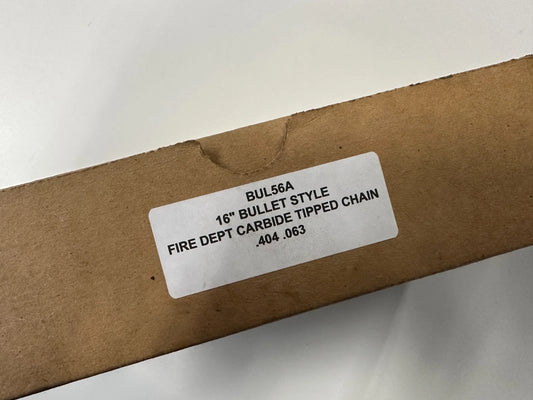 BUL56A
16" BULLET STYLE
FIRE DEPT CARBIDE TIPPED CHAIN
.404 .063